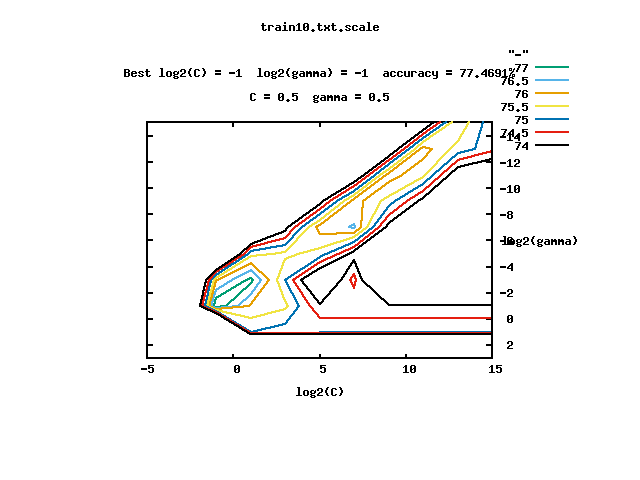 train10.txt.scale
"-"
Best log2(C) = -1 log2(gamma) = -1 accuracy = 77.4691%
77
76.5
C = 0.5 gamma = 0.5
76
75.5
75
74.5
-14
74
-12
-10
-8
-6
log2(gamma)
-4
-2
0
2
-5 0 5 10 15
log2(C)